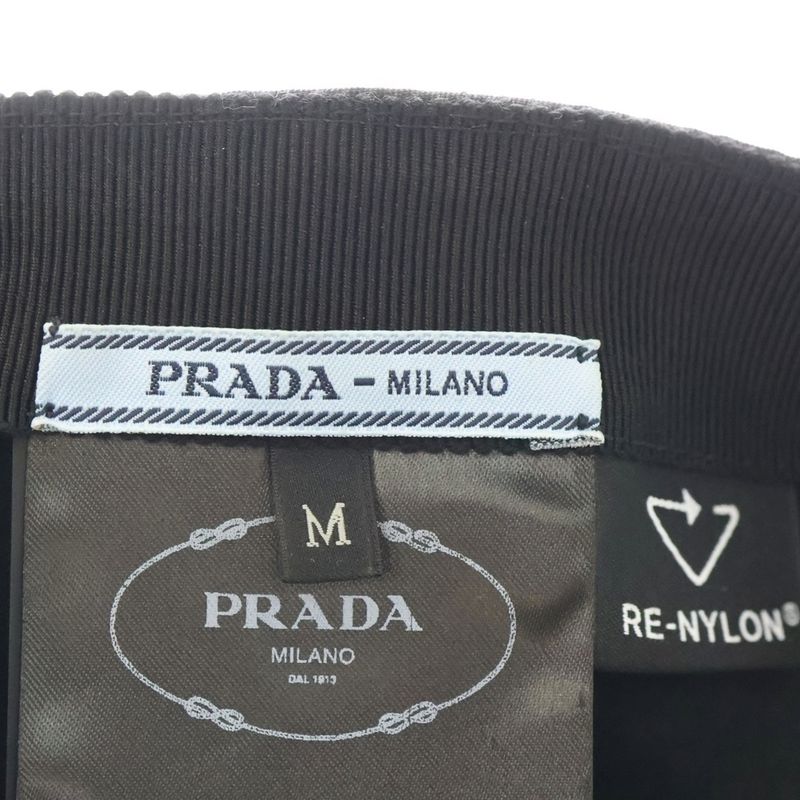 PRADA - MILANO
M
PRADA
MILANO
DAL 1913
RE-NYLON®